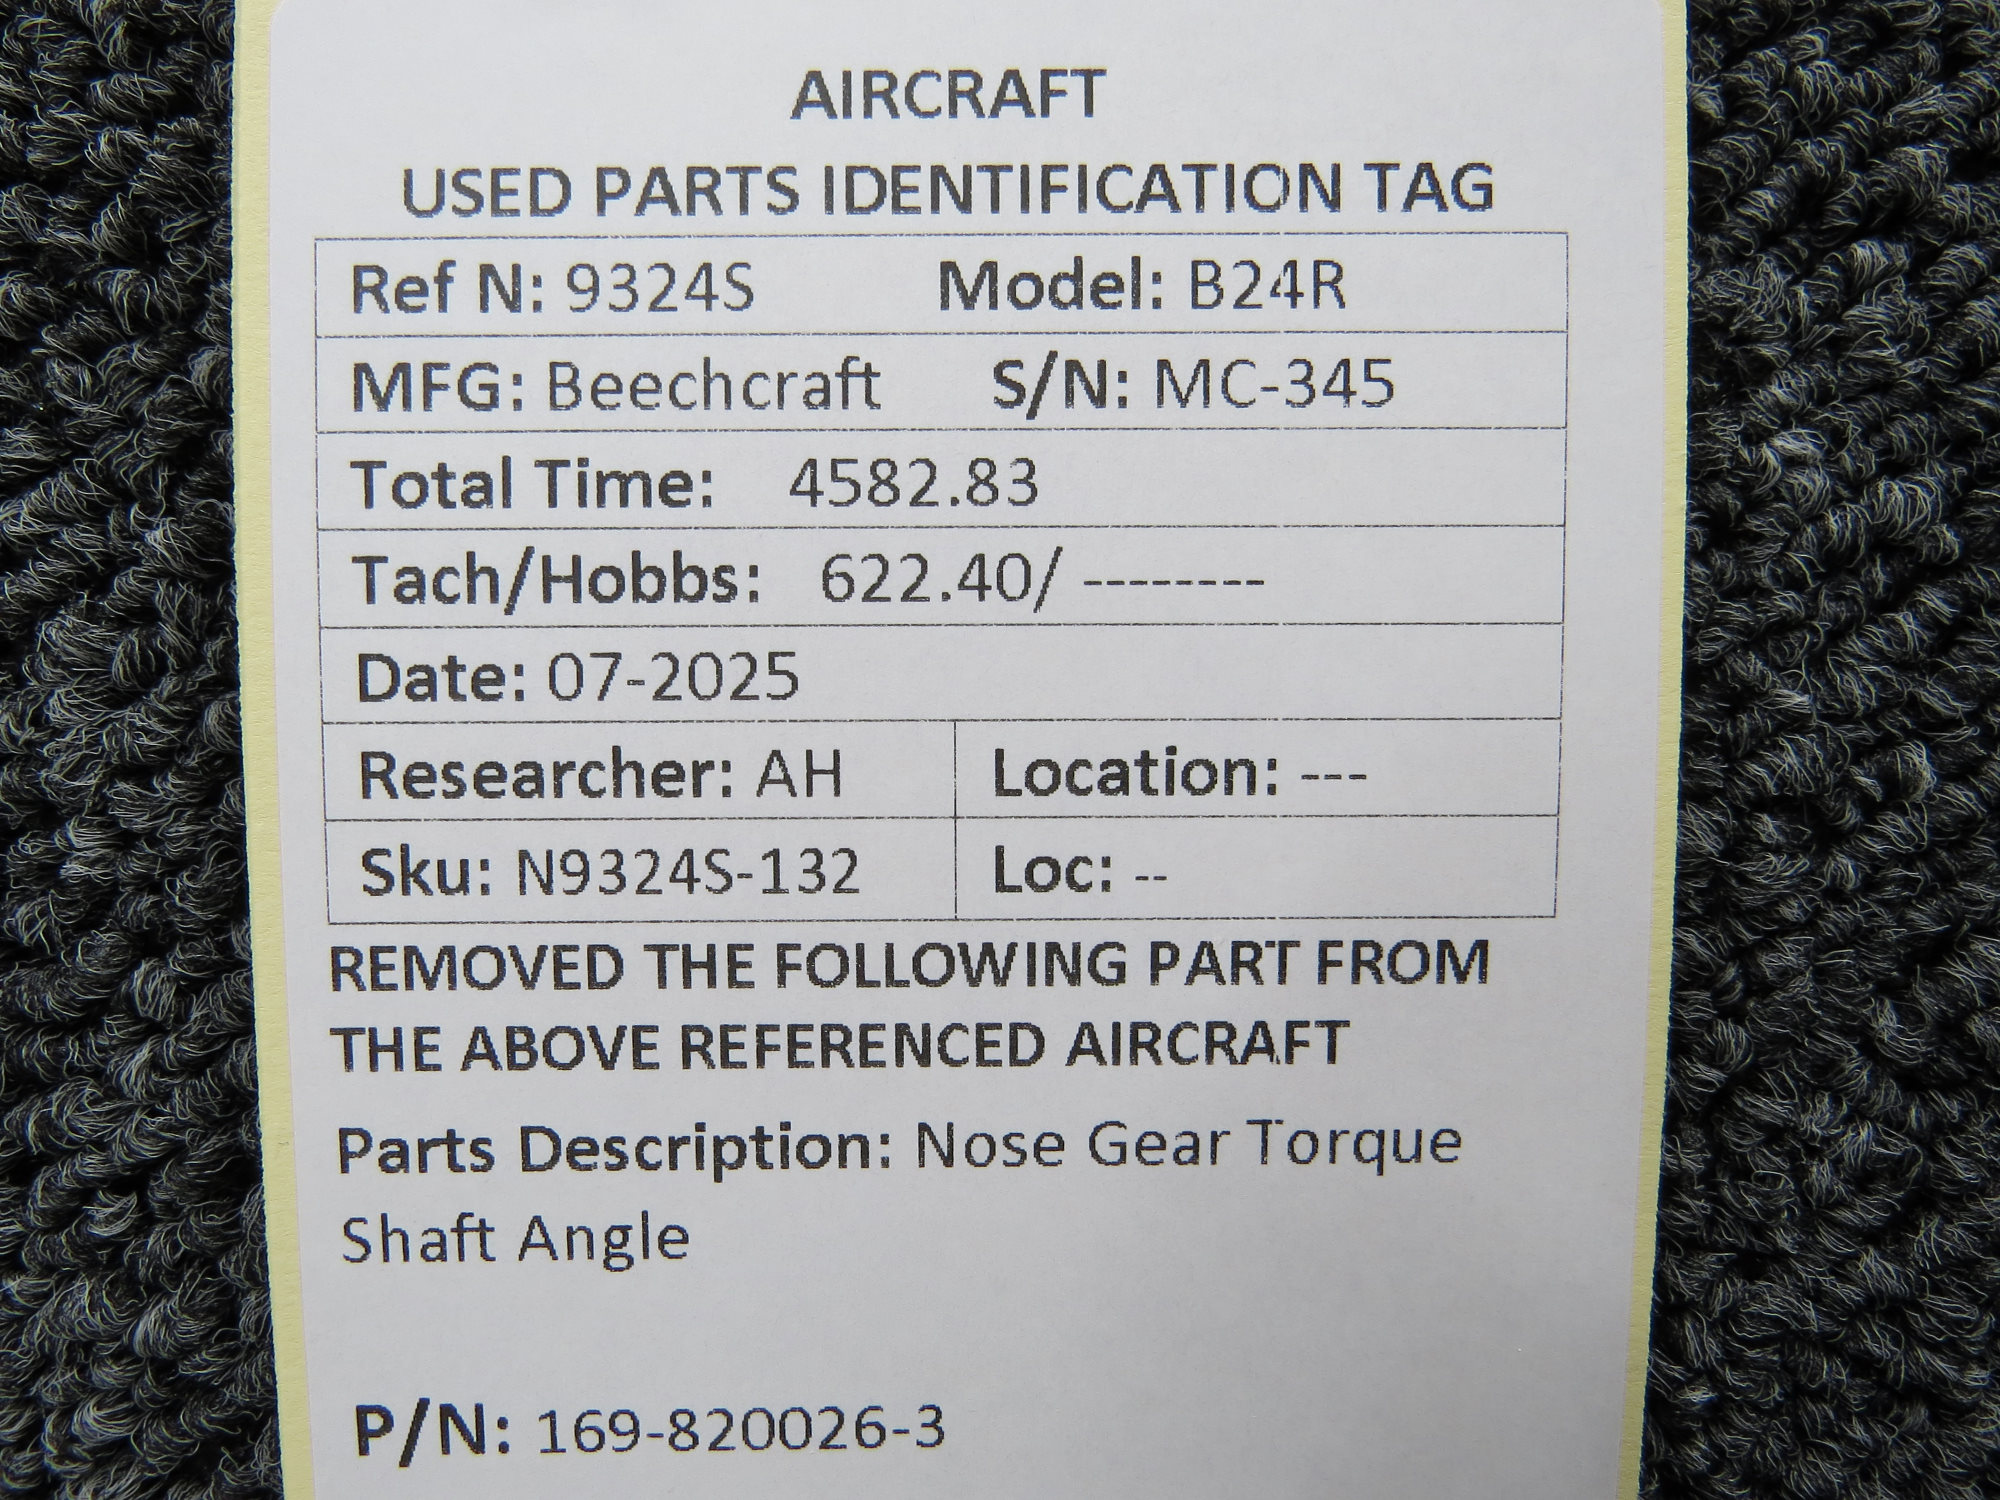 AIRCRAFT
USED PARTS IDENTIFICATION TAG
Ref N: 9324S Model: B24R
MFG: Beechcraft S/N: MC-345
Total Time: 4582.83
Tach/Hobbs: 622.40/ --------
Date: 07-2025
Researcher: AH Location: ---
Sku: N9324S-132 Loc: --
REMOVED THE FOLLOWING PART FROM
THE ABOVE REFERENCED AIRCRAFT
Parts Description: Nose Gear Torque
Shaft Angle
P/N: 169-820026-3